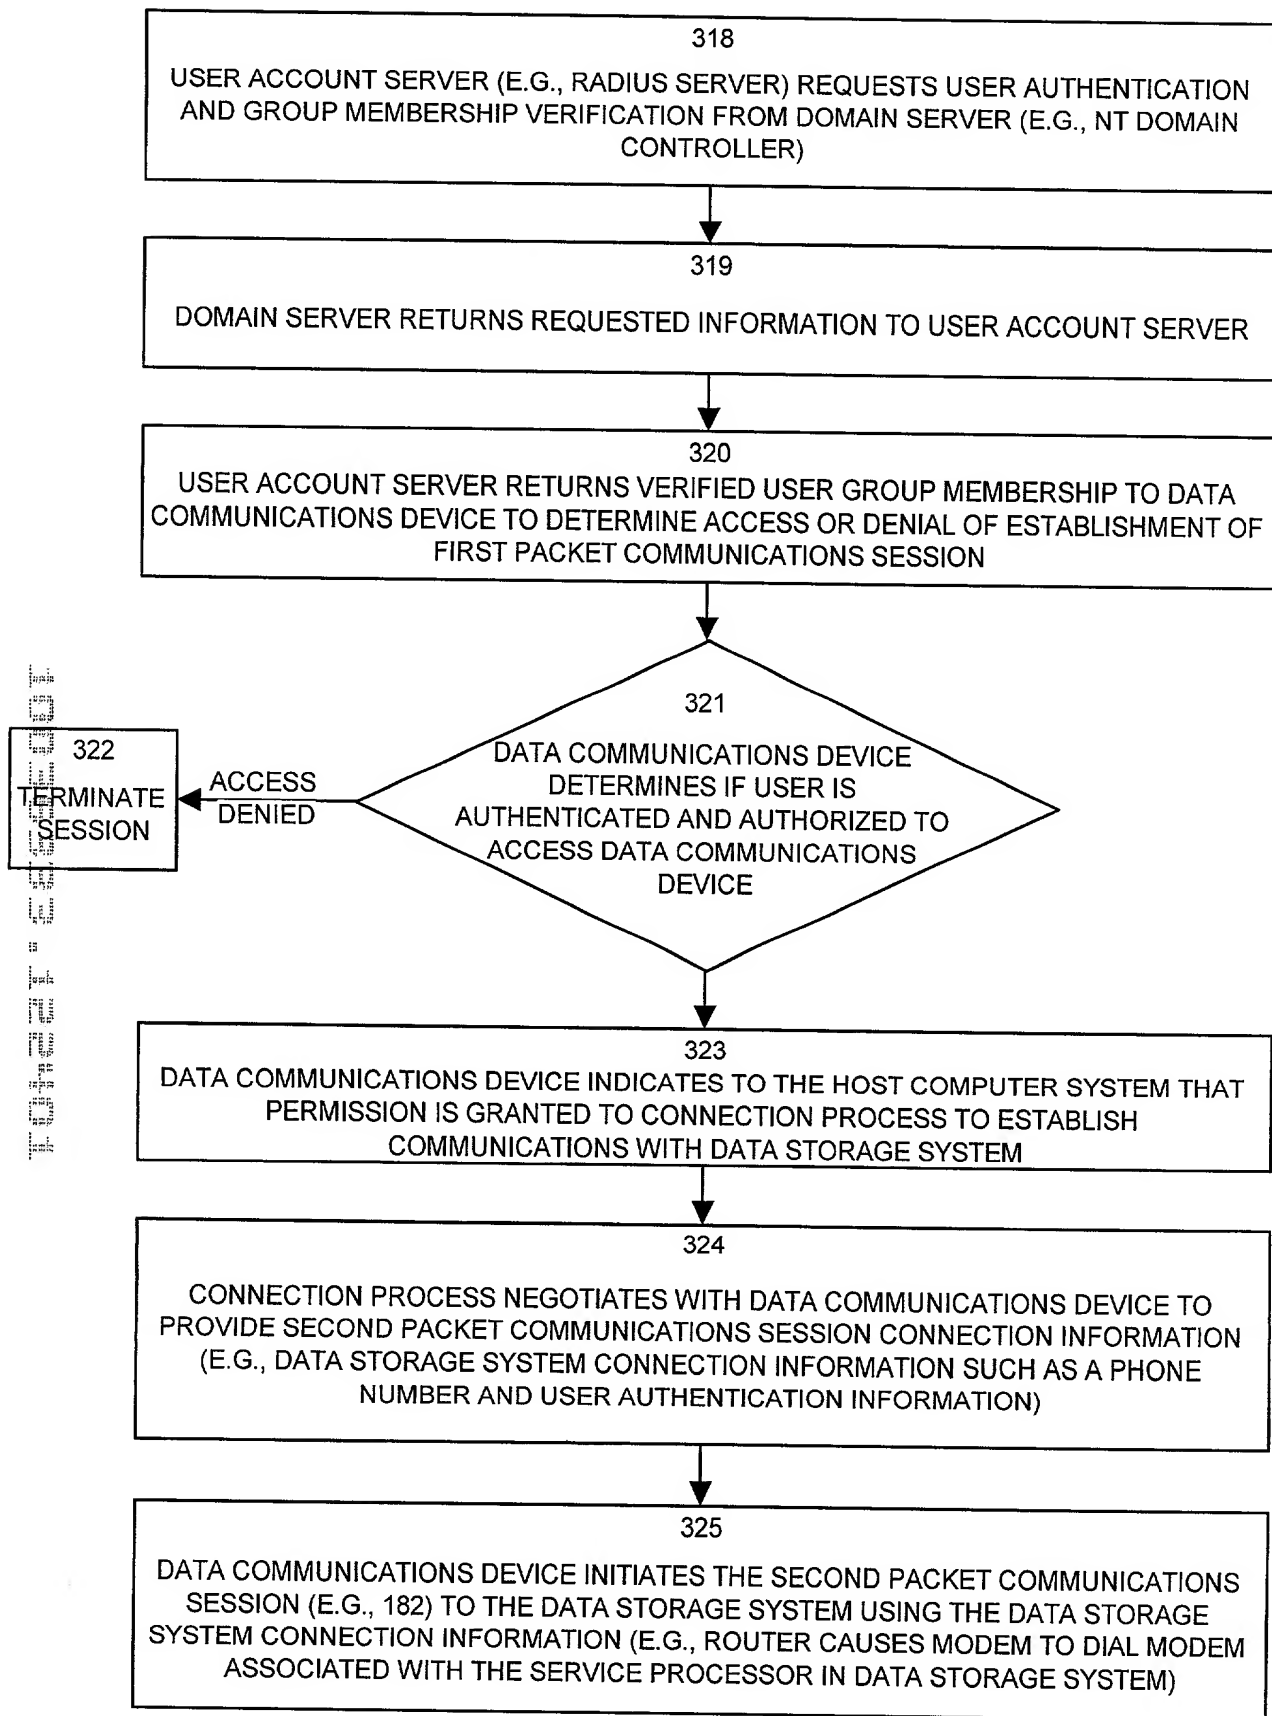 318
USER ACCOUNT SERVER (E.G., RADIUS SERVER) REQUESTS USER AUTHENTICATION
AND GROUP MEMBERSHIP VERIFICATION FROM DOMAIN SERVER (E.G., NT DOMAIN
CONTROLLER)
319
DOMAIN SERVER RETURNS REQUESTED INFORMATION TO USER ACCOUNT SERVER
320
USER ACCOUNT SERVER RETURNS VERIFIED USER GROUP MEMBERSHIP TO DATA
COMMUNICATIONS DEVICE TO DETERMINE ACCESS OR DENIAL OF ESTABLISHMENT OF
FIRST PACKET COMMUNICATIONS SESSION
321
DATA COMMUNICATIONS DEVICE
DETERMINES IF USER IS
AUTHENTICATED AND AUTHORIZED TO
ACCESS DATA COMMUNICATIONS
DEVICE
ACCESS
DENIED
322
TERMINATE
SESSION
323
DATA COMMUNICATIONS DEVICE INDICATES TO THE HOST COMPUTER SYSTEM THAT
PERMISSION IS GRANTED TO CONNECTION PROCESS TO ESTABLISH
COMMUNICATIONS WITH DATA STORAGE SYSTEM
324
CONNECTION PROCESS NEGOTIATES WITH DATA COMMUNICATIONS DEVICE TO
PROVIDE SECOND PACKET COMMUNICATIONS SESSION CONNECTION INFORMATION
(E.G., DATA STORAGE SYSTEM CONNECTION INFORMATION SUCH AS A PHONE
NUMBER AND USER AUTHENTICATION INFORMATION)
325
DATA COMMUNICATIONS DEVICE INITIATES THE SECOND PACKET COMMUNICATIONS
SESSION (E.G., 182) TO THE DATA STORAGE SYSTEM USING THE DATA STORAGE
SYSTEM CONNECTION INFORMATION (E.G., ROUTER CAUSES MODEM TO DIAL MODEM
ASSOCIATED WITH THE SERVICE PROCESSOR IN DATA STORAGE SYSTEM)